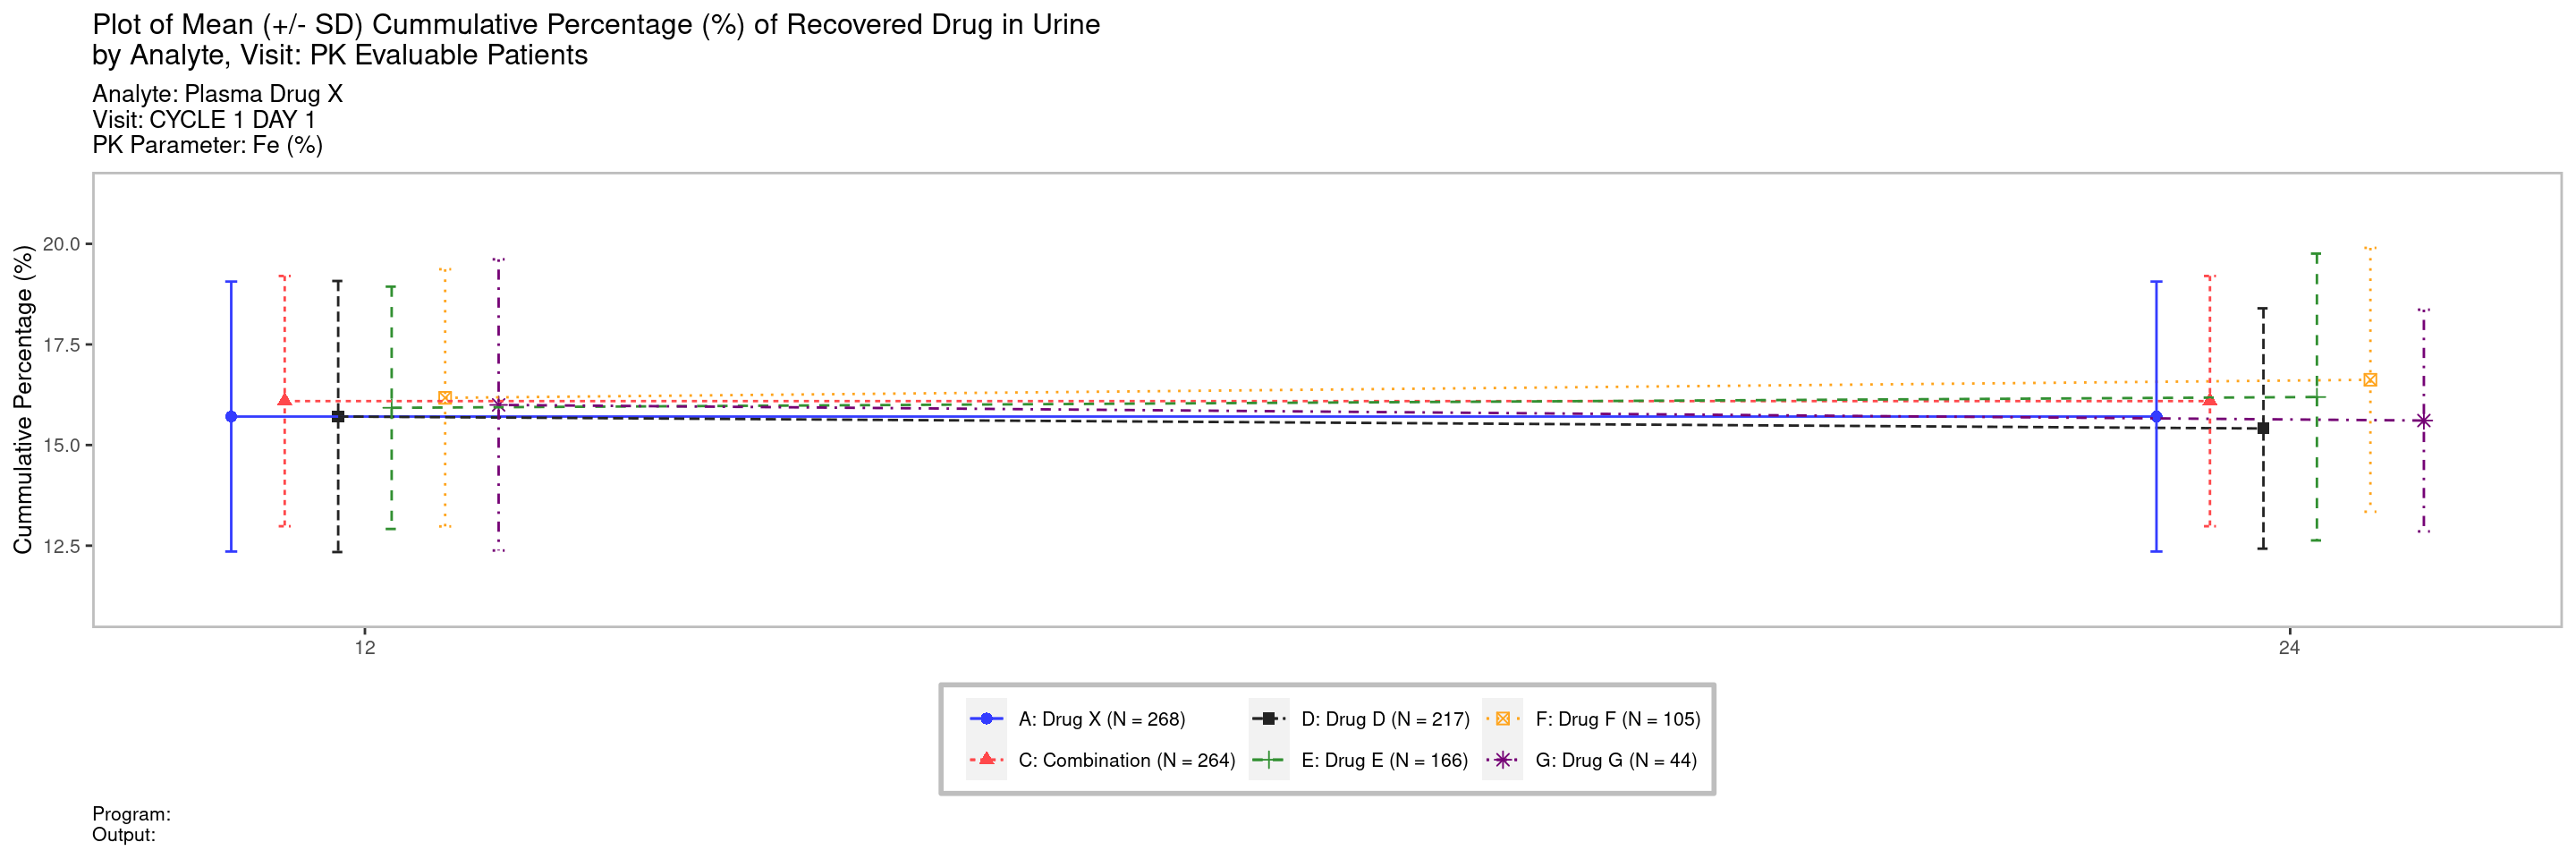 Plot of Mean (+/- SD) Cummulative Percentage (%) of Recovered Drug in Urine
by Analyte, Visit: PK Evaluable Patients
Analyte: Plasma Drug X
Visit: CYCLE 1 DAY 1
PK Parameter: Fe (%)
Cummulative Percentage (%)
20.0
17.5
15.0
12.5
12
24
A: Drug X (N = 268)
D: Drug D (N = 217)
F: Drug F (N = 105)
C: Combination (N = 264)
E: Drug E (N = 166)
G: Drug G (N = 44)
Program:
Output: